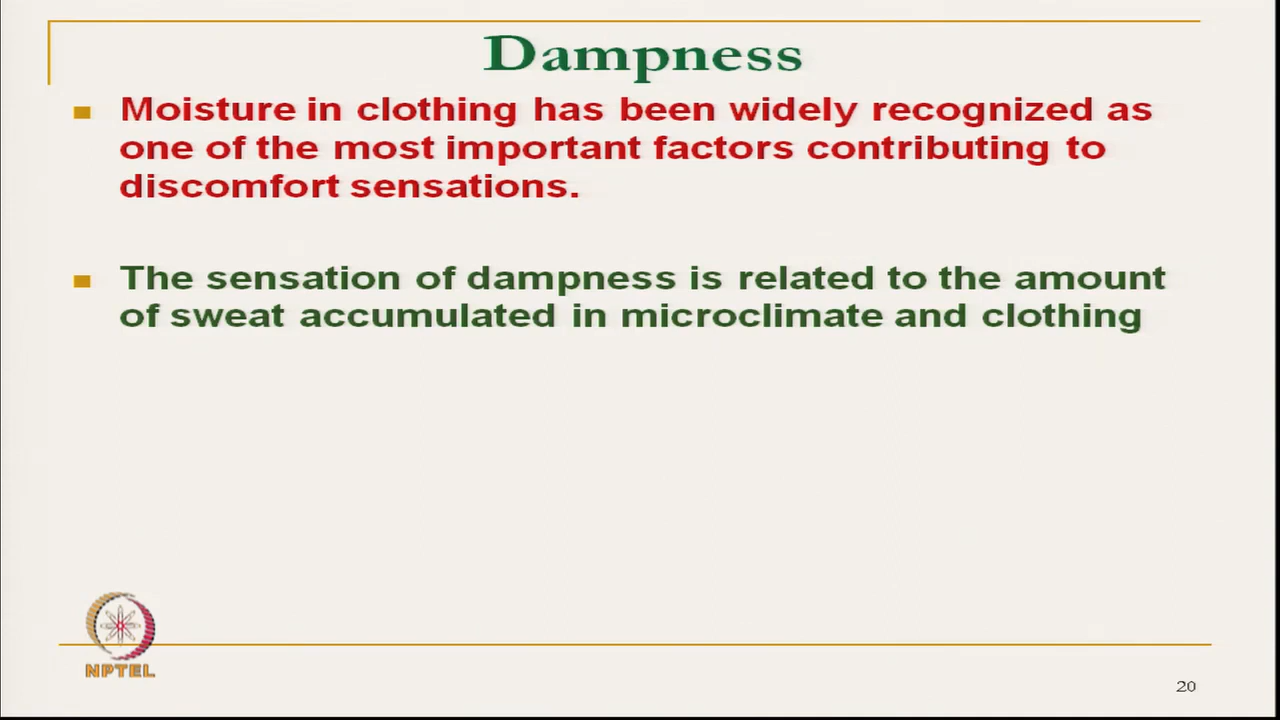 Dampness
Moisture in clothing has been widely recognized as
one of the most important factors contributing to
discomfort sensations.
The sensation of dampness is related to the amount
of sweat accumulated in microclimate and clothing
NPTEL
20